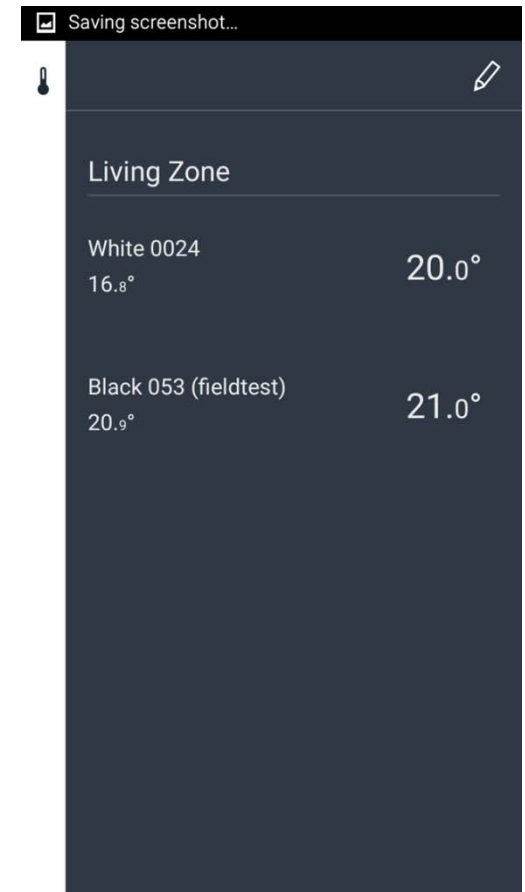 Saving screenshot...
Living Zone
White 0024
16.8°
20.0°
Black 053 (fieldtest)
20.9°
21.0°